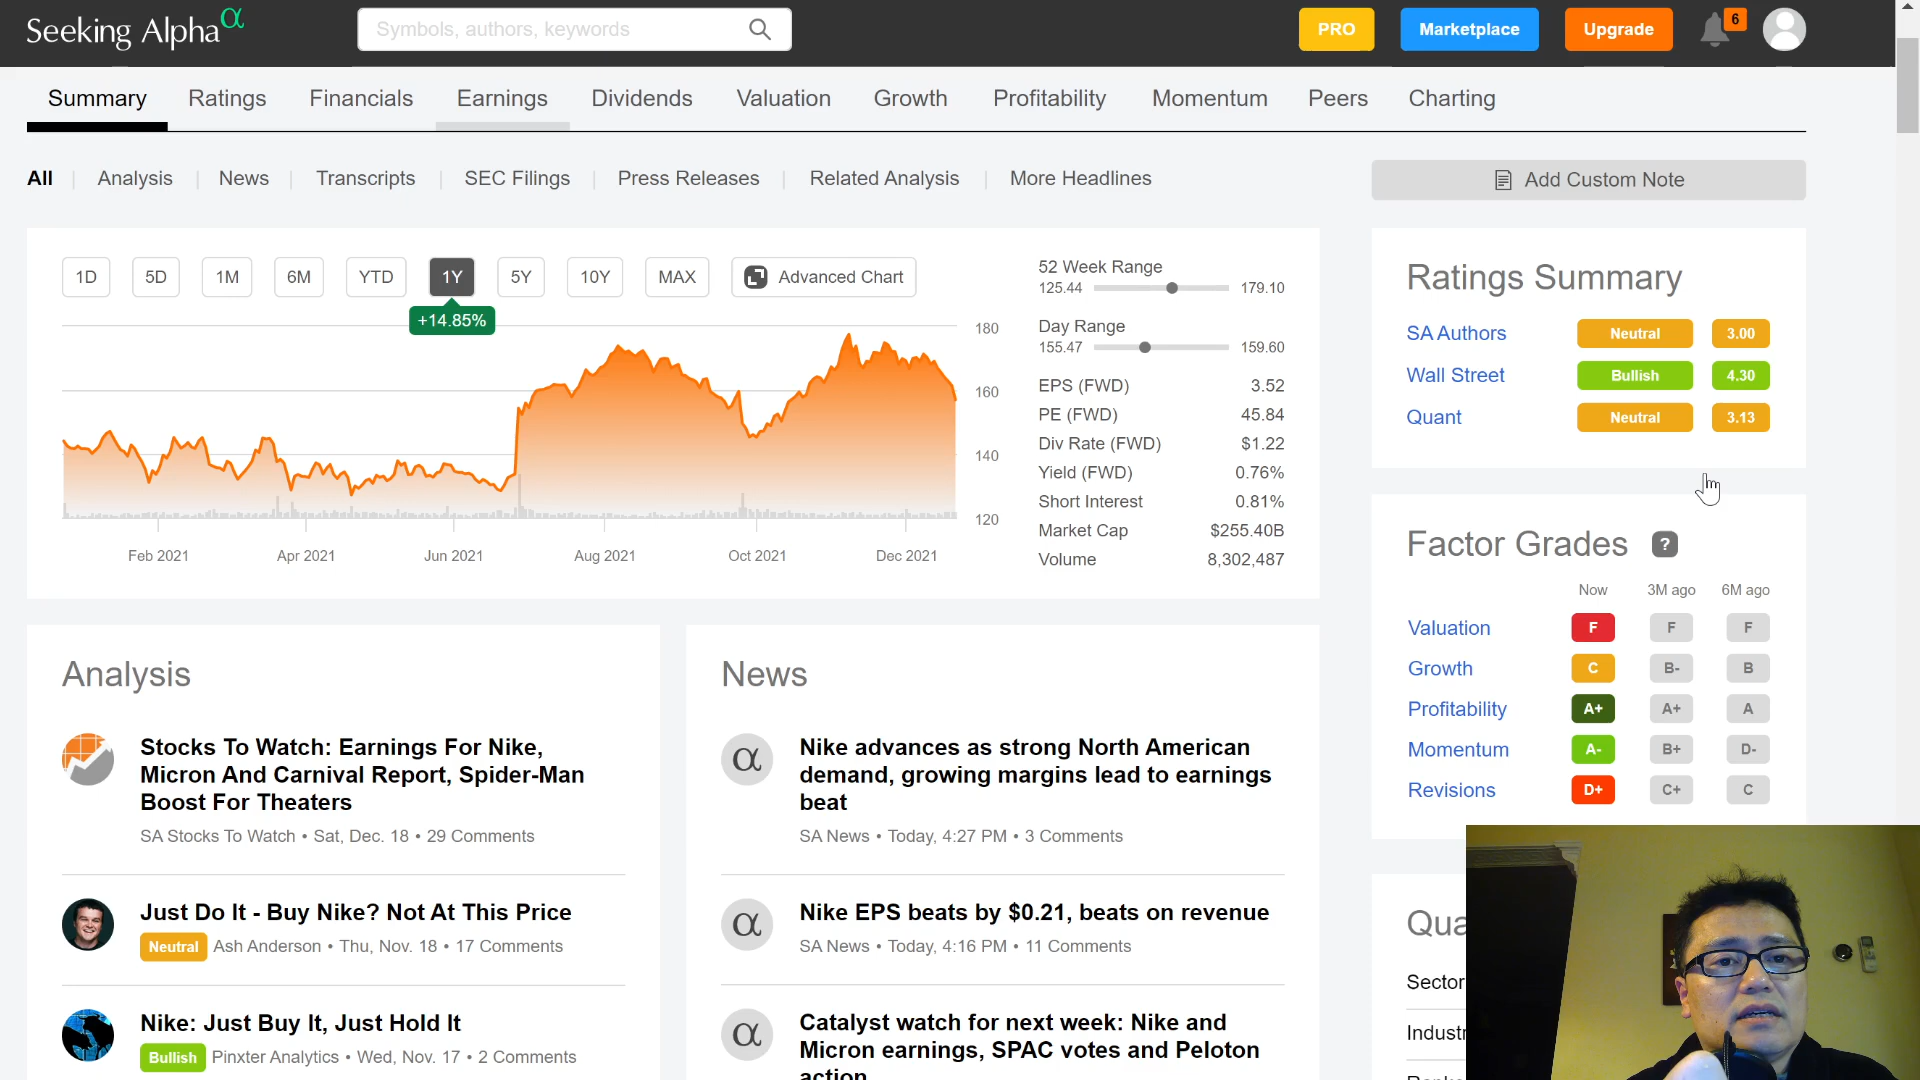 Seeking Alpha α
Symbols, authors, keywords
PRO
Marketplace
Upgrade
6
Summary Ratings Financials Earnings Dividends Valuation Growth Profitability Momentum Peers Charting
All | Analysis | News | Transcripts | SEC Filings | Press Releases | Related Analysis | More Headlines
Add Custom Note
1D 5D 1M 6M YTD 1Y 5Y 10Y MAX Advanced Chart
+14.85%
180
160
140
120
Feb 2021 Apr 2021 Jun 2021 Aug 2021 Oct 2021 Dec 2021
52 Week Range
125.44 179.10
Day Range
155.47 159.60
EPS (FWD) 3.52
PE (FWD) 45.84
Div Rate (FWD) $1.22
Yield (FWD) 0.76%
Short Interest 0.81%
Market Cap $255.40B
Volume 8,302,487
Ratings Summary
SA Authors Neutral 3.00
Wall Street Bullish 4.30
Quant Neutral 3.13
Factor Grades ?
Now 3M ago 6M ago
Valuation F F F
Growth C B- B
Profitability A+ A+ A
Momentum A- B+ D-
Revisions D+ C+ C
Analysis
Stocks To Watch: Earnings For Nike,
Micron And Carnival Report, Spider-Man
Boost For Theaters
SA Stocks To Watch • Sat, Dec. 18 • 29 Comments
Just Do It - Buy Nike? Not At This Price
Neutral Ash Anderson • Thu, Nov. 18 • 17 Comments
Nike: Just Buy It, Just Hold It
Bullish Pinxter Analytics • Wed, Nov. 17 • 2 Comments
News
α
Nike advances as strong North American
demand, growing margins lead to earnings
beat
SA News • Today, 4:27 PM • 3 Comments
α
Nike EPS beats by $0.21, beats on revenue
SA News • Today, 4:16 PM • 11 Comments
α
Catalyst watch for next week: Nike and
Micron earnings, SPAC votes and Peloton
action
Sector